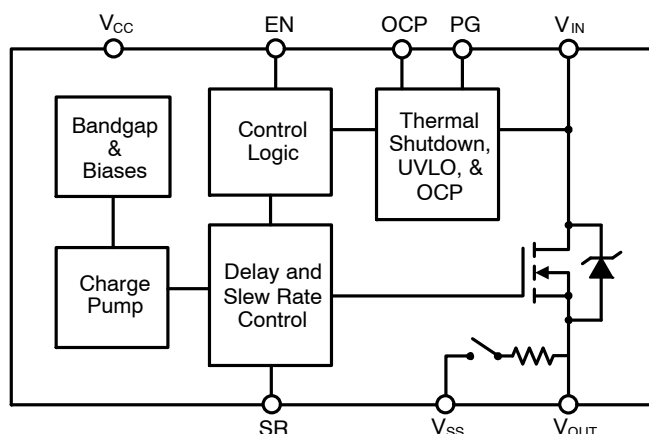 VCC
EN
OCP
PG
VIN
Bandgap
&
Biases
Control
Logic
Thermal
Shutdown,
UVLO, &
OCP
Charge
Pump
Delay and
Slew Rate
Control
SR
VSS
VOUT